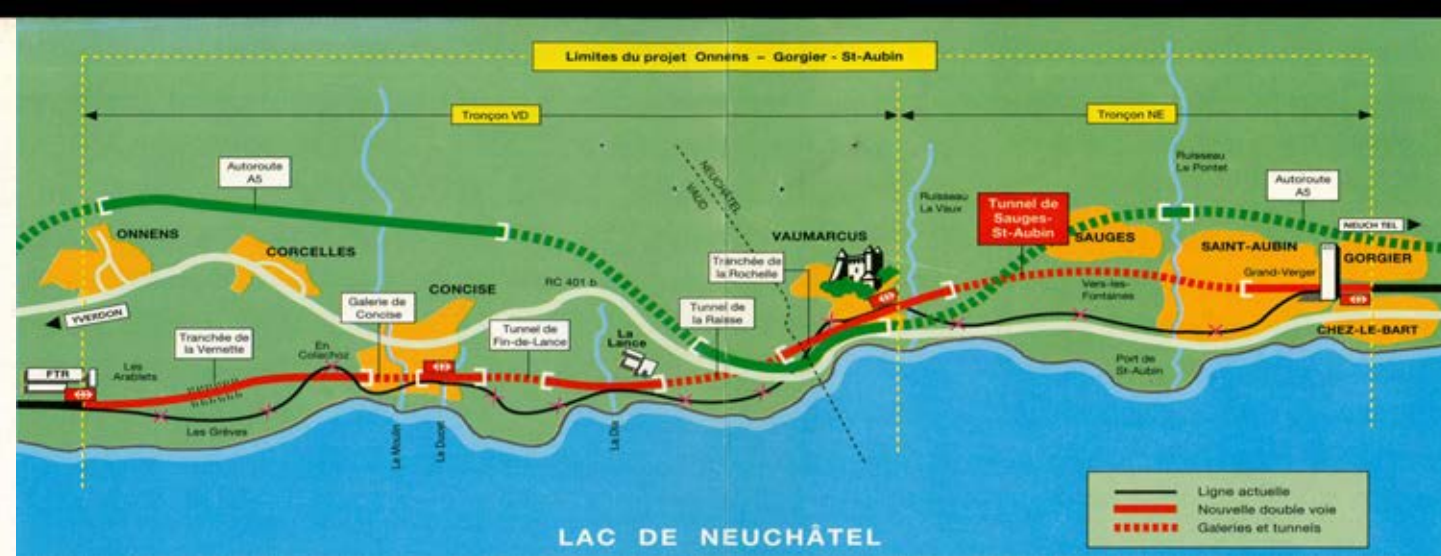 Limites du projet Onnens – Gorgier - St-Aubin
Tronçon VD
Tronçon NE
Autoroute
A5
NEUCHÂTEL
VAUD
Ruisseau
La Vaux
Ruisseau
Le Pontet
Tunnel de
Sauges-
St-Aubin
Autoroute
A5
NEUCH TEL
ONNENS
CORCELLES
CONCISE
VAUMARCUS
SAUGES
SAINT-AUBIN
GORGIER
Tranchée de
la Rochelle
Grand-Verger
Vers-les-
Fontaines
RC 401 b
Galerie de
Concise
Tunnel de
la Raisse
YVERDON
Tranchée de
la Vernette
En
Colachoz
Tunnel de
Fin-de-Lance
La
Lance
CHEZ-LE-BART
FTR
Les
Arablets
Port de
St-Aubin
Les Grèves
Le Moulin
La Dia
Ligne actuelle
Nouvelle double voie
Galeries et tunnels
LAC DE NEUCHÂTEL